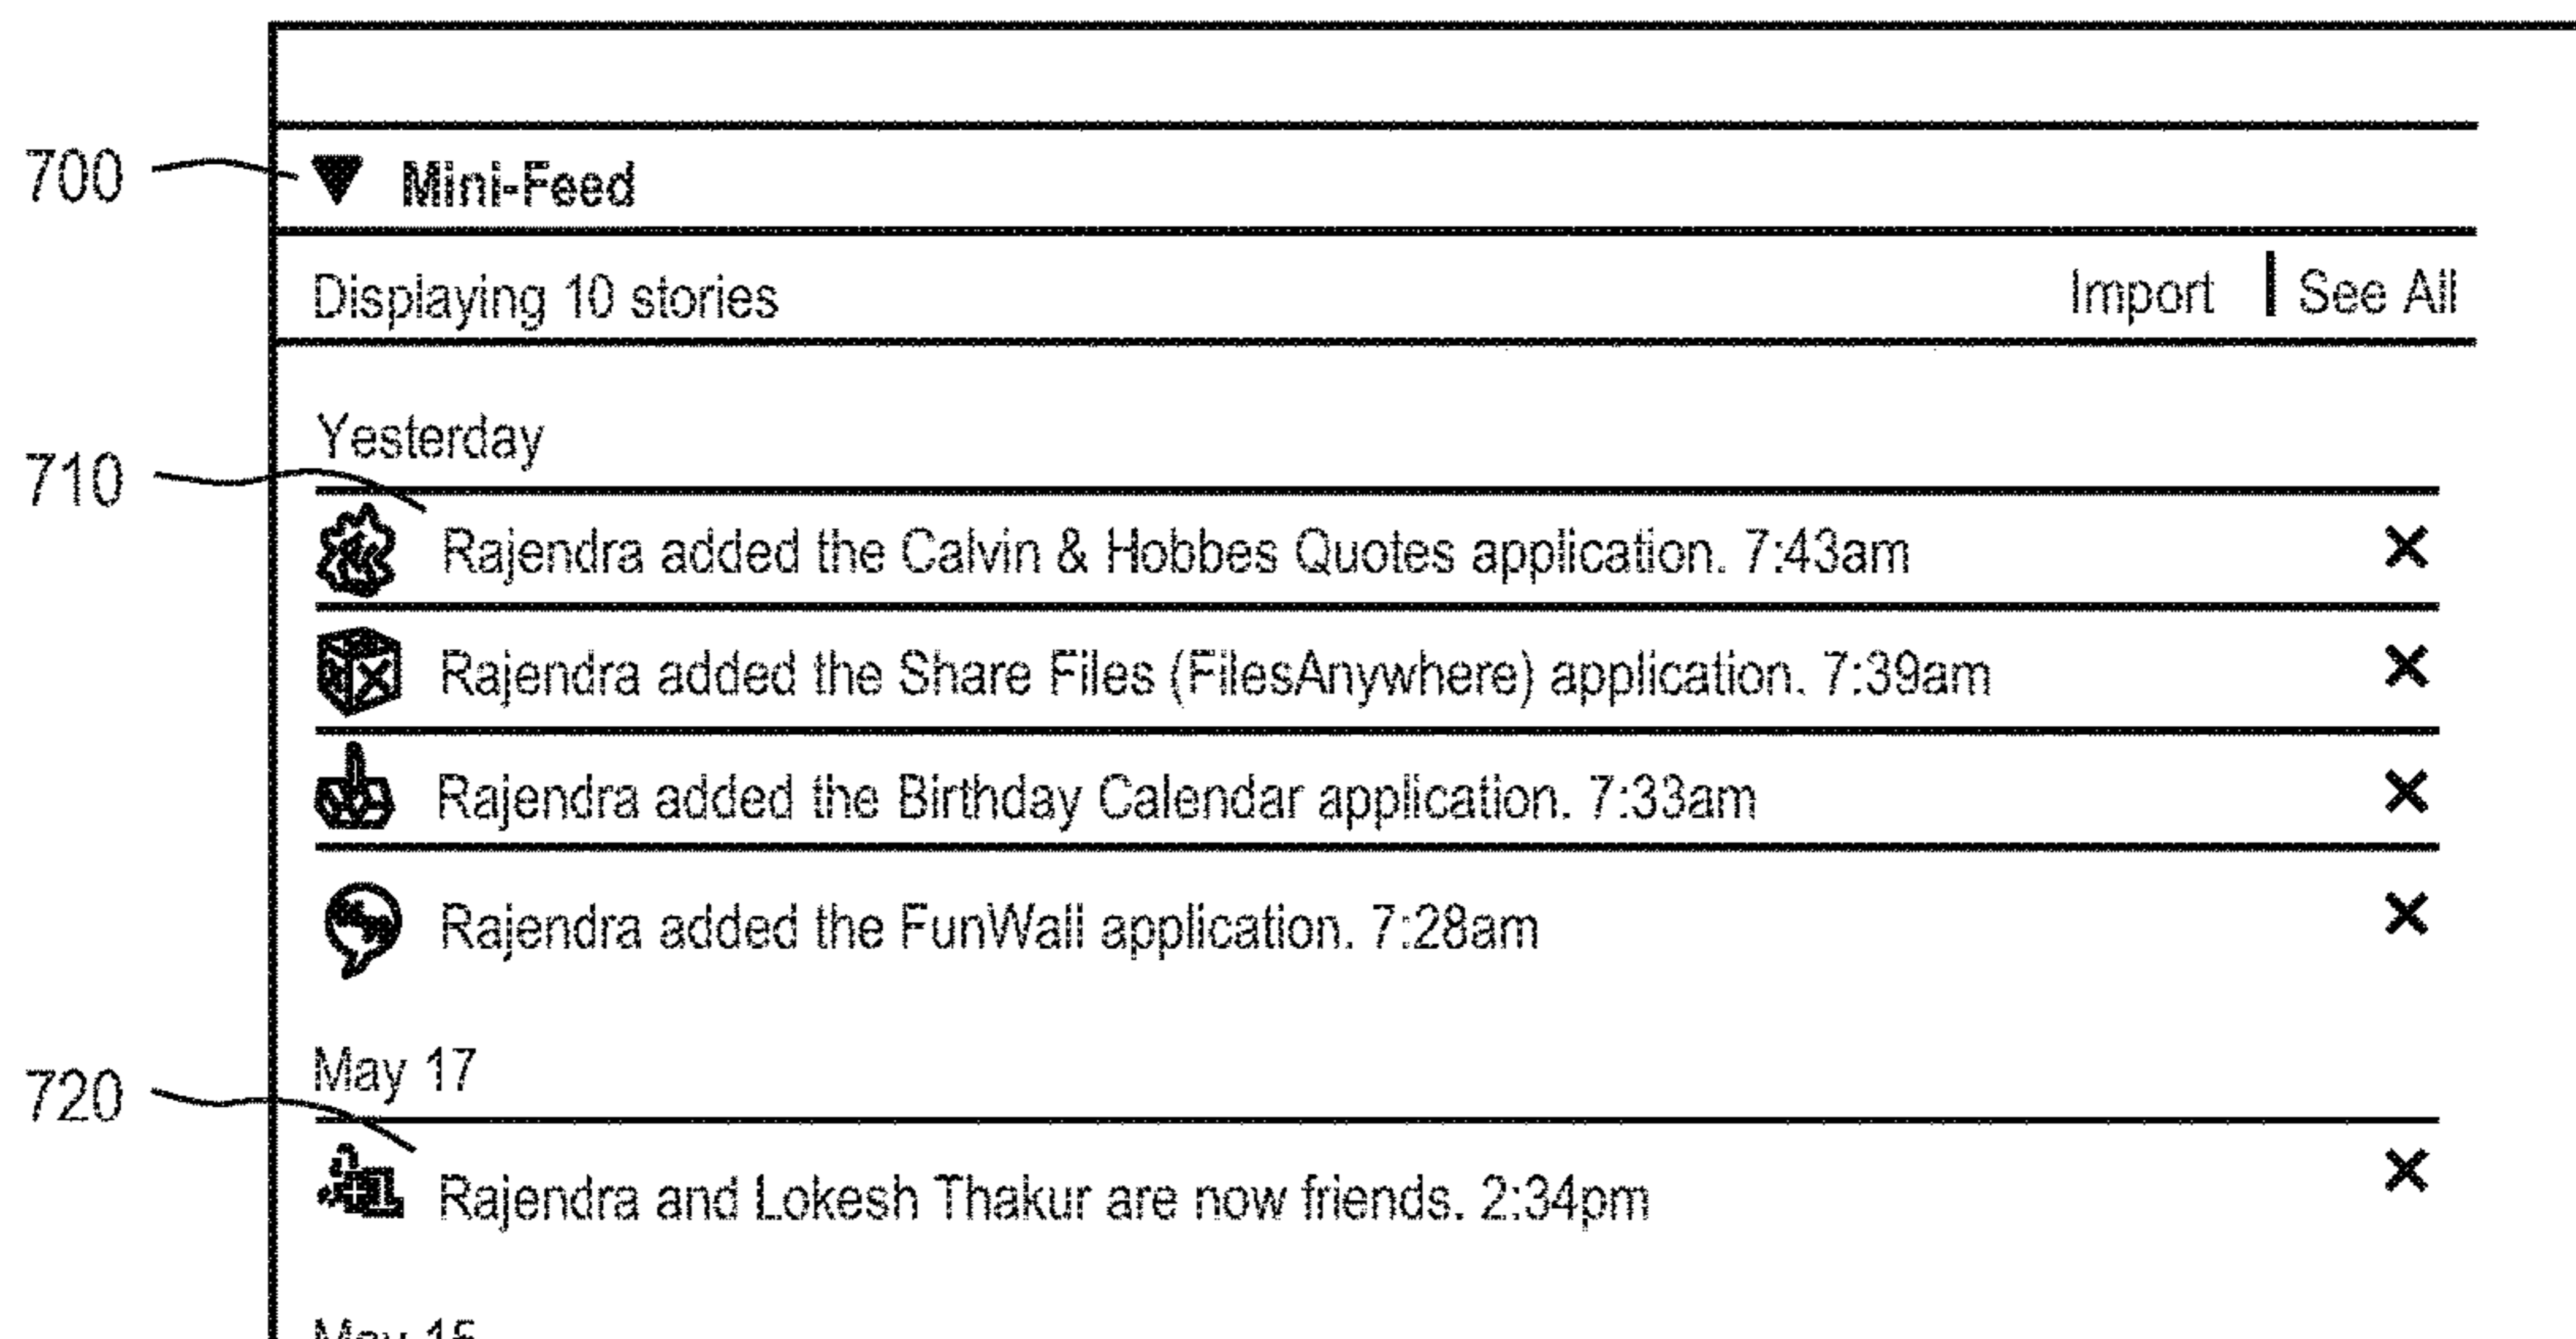 700 Mini-Feed
Displaying 10 stories Import | See All
Yesterday
710
Rajendra added the Calvin & Hobbes Quotes application. 7:43am
Rajendra added the Share Files (FilesAnywhere) application. 7:39am
Rajendra added the Birthday Calendar application. 7:33am
Rajendra added the FunWall application. 7:28am
May 17
720
Rajendra and Lokesh Thakur are now friends. 2:34pm
May 15